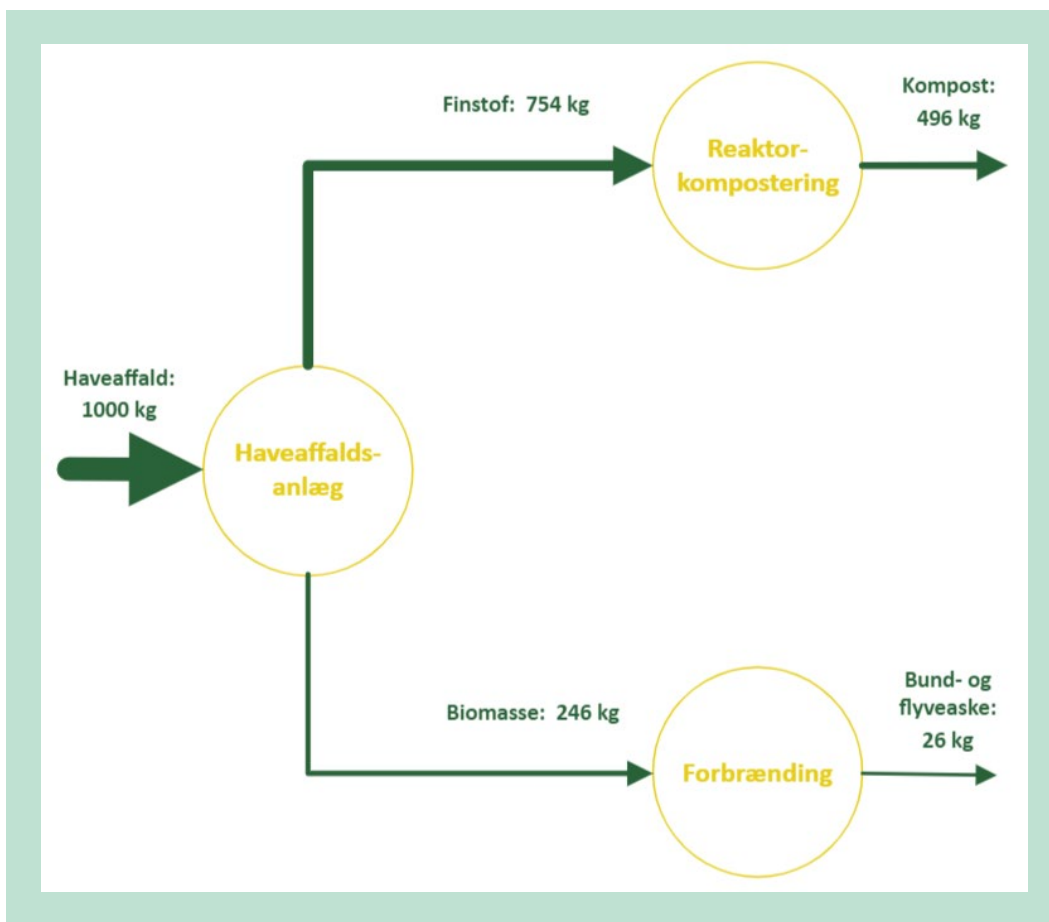 Finstof: 754 kg
Reaktor-
kompostering
Kompost:
496 kg
Haveaffald:
1000 kg
Haveaffalds-
anlæg
Biomasse: 246 kg
Forbrænding
Bund- og
flyveaske:
26 kg